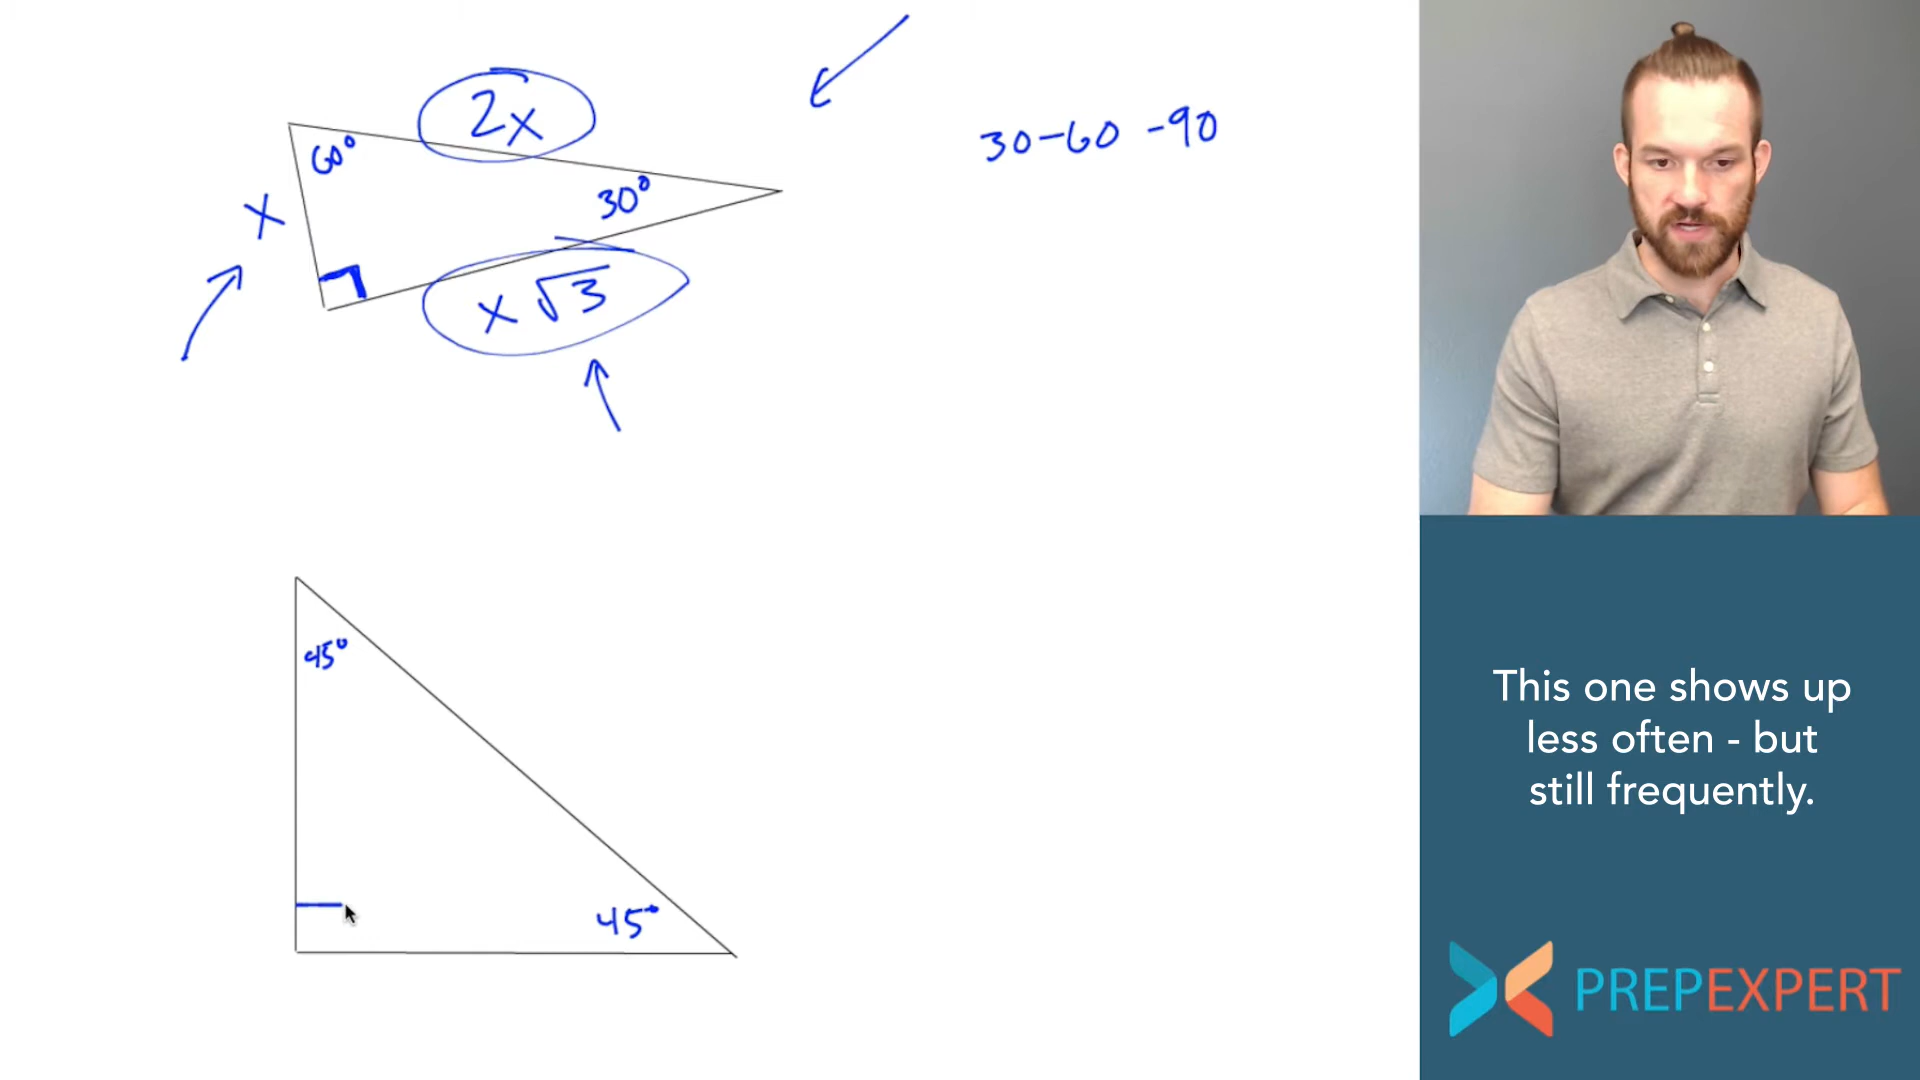 2x
60°
30-60-90
30°
x
x√3
45°
45°
This one shows up
less often - but
still frequently.
PREPEXPERT